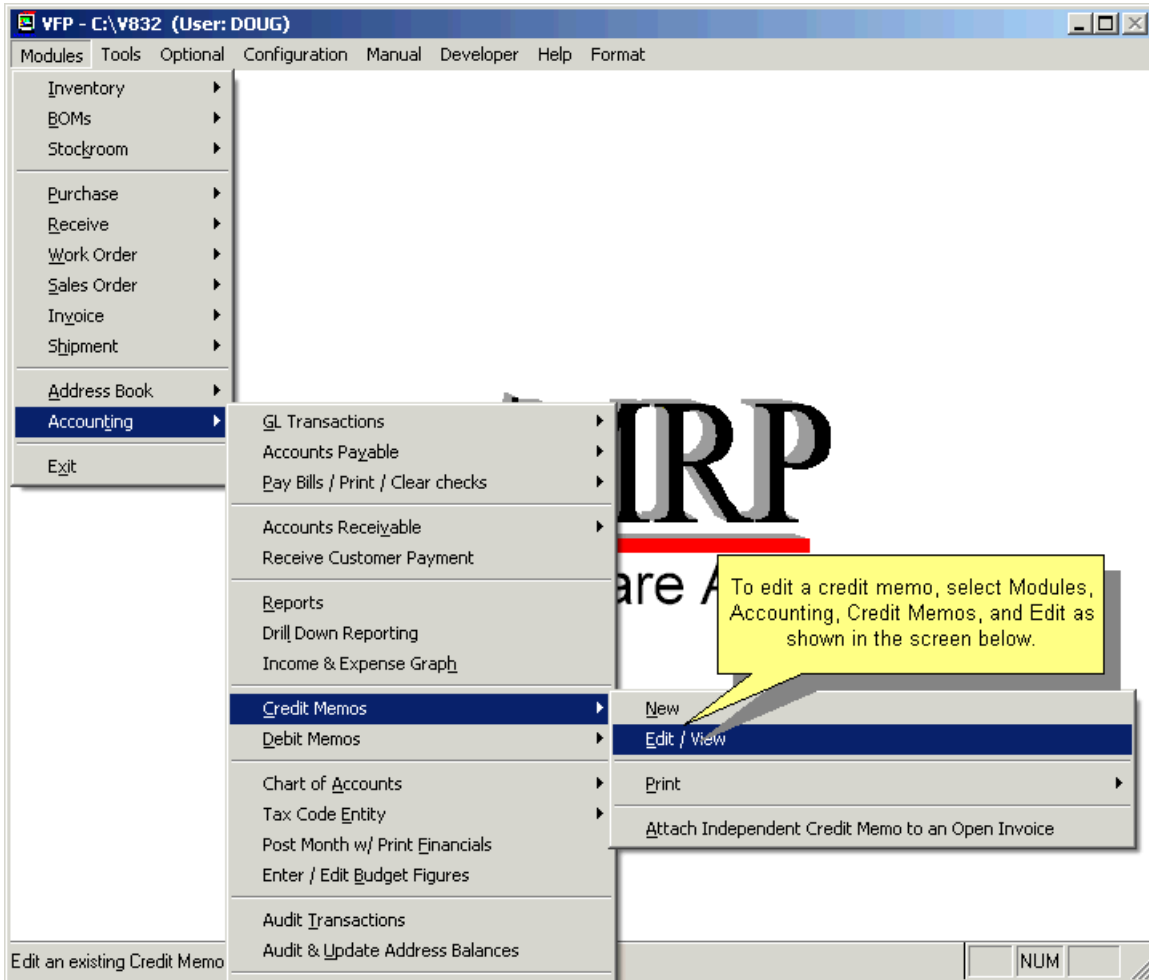 VFP - C:\V832 (User: DOUG)
Modules Tools Optional Configuration Manual Developer Help Format
Inventory
BOMs
Stockroom
Purchase
Receive
Work Order
Sales Order
Invoice
Shipment
Address Book
Accounting
Exit
GL Transactions
Accounts Payable
Pay Bills / Print / Clear checks
Accounts Receivable
Receive Customer Payment
Reports
Drill Down Reporting
Income & Expense Graph
Credit Memos
Debit Memos
Chart of Accounts
Tax Code Entity
Post Month w/ Print Financials
Enter / Edit Budget Figures
Audit Transactions
Audit & Update Address Balances
MRP
To edit a credit memo, select Modules,
Accounting, Credit Memos, and Edit as
shown in the screen below.
New
Edit / View
Print
Attach Independent Credit Memo to an Open Invoice
Edit an existing Credit Memo
NUM